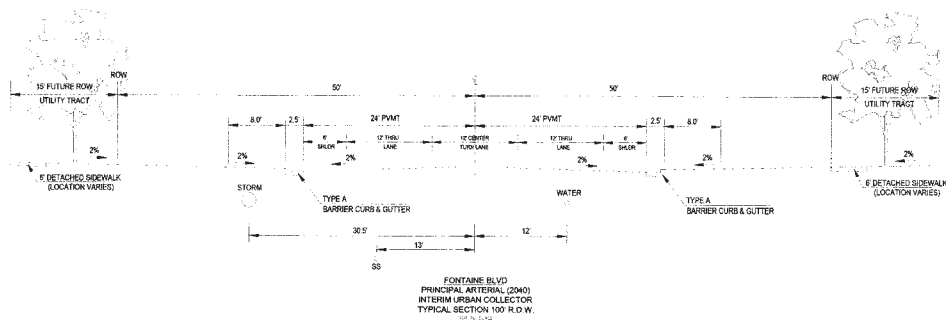 ROW
15' FUTURE ROW
UTILITY TRACT
50'
50'
ROW
15' FUTURE ROW
UTILITY TRACT
8.0'
2.5'
24' PVMT
24' PVMT
2.5'
8.0'
6'
SHLDR
12' THRU
LANE
12' CENTER
TURN LANE
12' THRU
LANE
6'
SHLDR
2%
2%
2%
2%
2%
2%
6' DETACHED SIDEWALK
(LOCATION VARIES)
STORM
TYPE A
BARRIER CURB & GUTTER
WATER
TYPE A
BARRIER CURB & GUTTER
6' DETACHED SIDEWALK
(LOCATION VARIES)
30.5'
12'
13'
SS
FONTAINE BLVD
PRINCIPAL ARTERIAL (2040)
INTERIM URBAN COLLECTOR
TYPICAL SECTION 100' R.O.W.